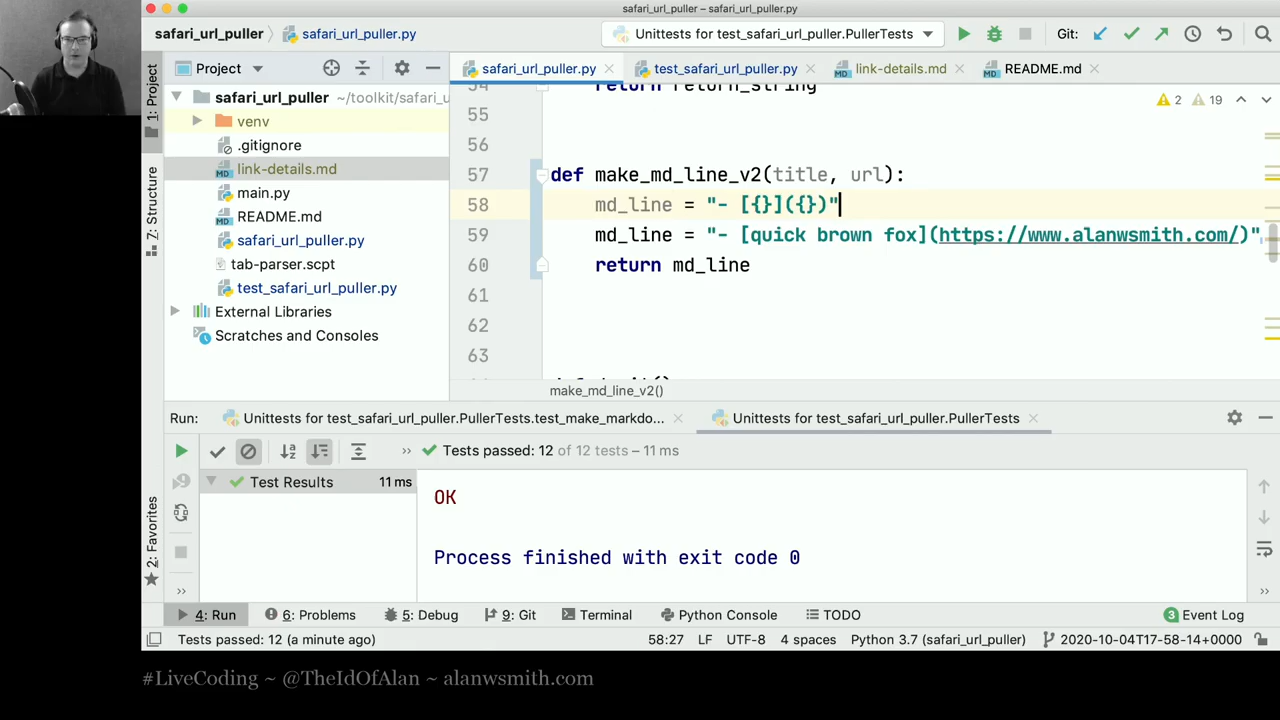 safari_url_puller – safari_url_puller.py
safari_url_puller safari_url_puller.py Unittests for test_safari_url_puller.PullerTests Git:
1: Project
Project
safari_url_puller ~/toolkit/safari_u
venv
.gitignore
link-details.md
main.py
README.md
safari_url_puller.py
tab-parser.scpt
test_safari_url_puller.py
External Libraries
Scratches and Consoles
7: Structure
2: Favorites
safari_url_puller.py test_safari_url_puller.py link-details.md README.md
2 19
54 return return_string
55
56
57 def make_md_line_v2(title, url):
58 md_line = "- [{}]({})"
59 md_line = "- [quick brown fox](https://www.alanwsmith.com/)"
60 return md_line
61
62
63
make_md_line_v2()
Run: Unittests for test_safari_url_puller.PullerTests.test_make_markdo... Unittests for test_safari_url_puller.PullerTests
Tests passed: 12 of 12 tests – 11 ms
Test Results 11 ms
OK
Process finished with exit code 0
4: Run 6: Problems 5: Debug 9: Git Terminal Python Console TODO 3 Event Log
Tests passed: 12 (a minute ago) 58:27 LF UTF-8 4 spaces Python 3.7 (safari_url_puller) 2020-10-04T17-58-14+0000
#LiveCoding ~ @TheIdOfAlan ~ alanwsmith.com